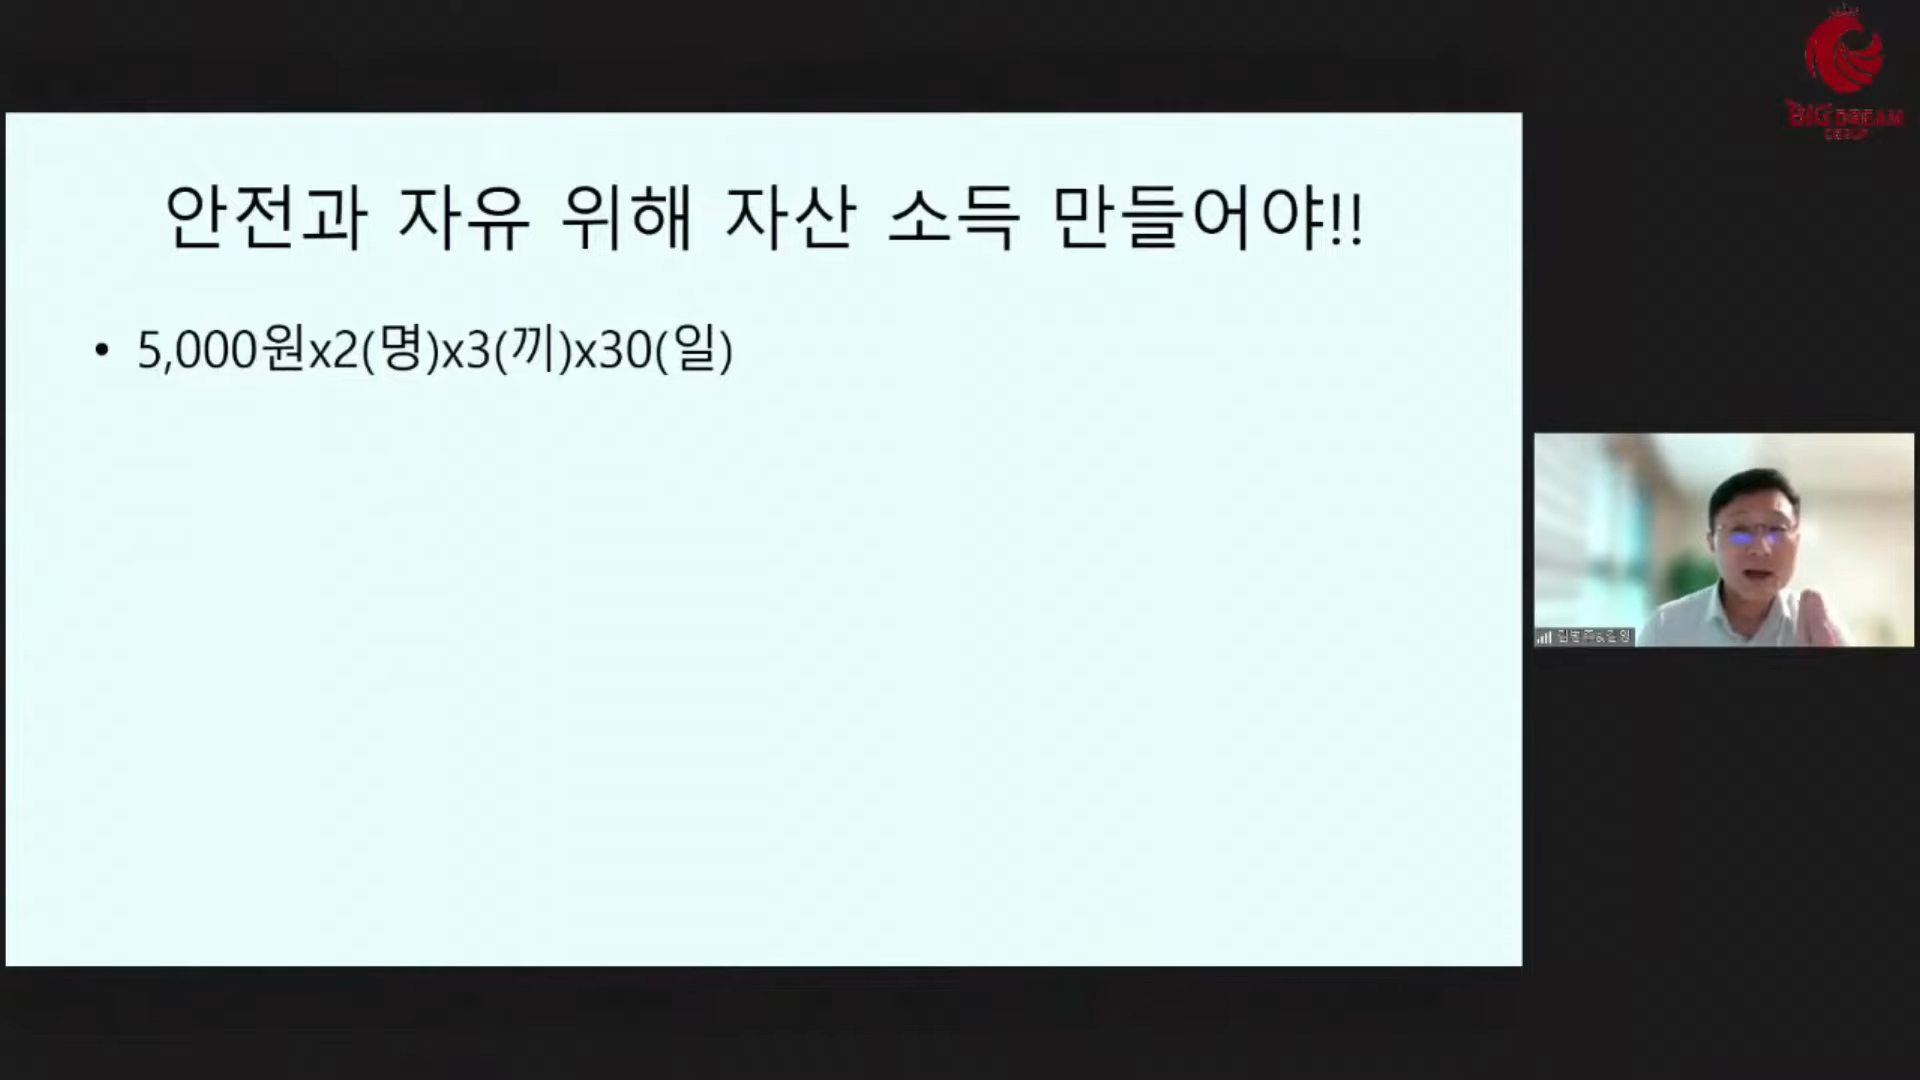 안전과 자유 위해 자산 소득 만들어야!!
• 5,000원x2(명)x3(끼)x30(일)
BIG DREAM
GROUP